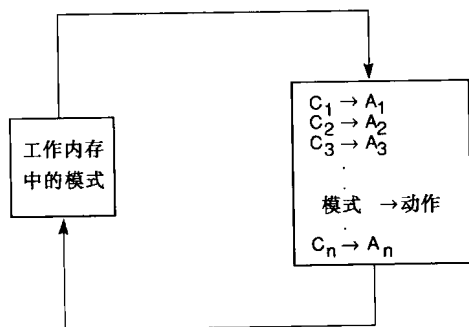 工作内存
中的模式
C₁ → A₁
C₂ → A₂
C₃ → A₃
.
.
模式 → 动作
.
Cₙ → Aₙ